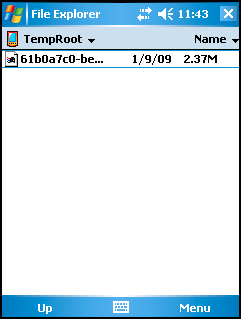 File Explorer 11:43
TempRoot Name
61b0a7c0-be... 1/9/09 2.37M
Up Menu